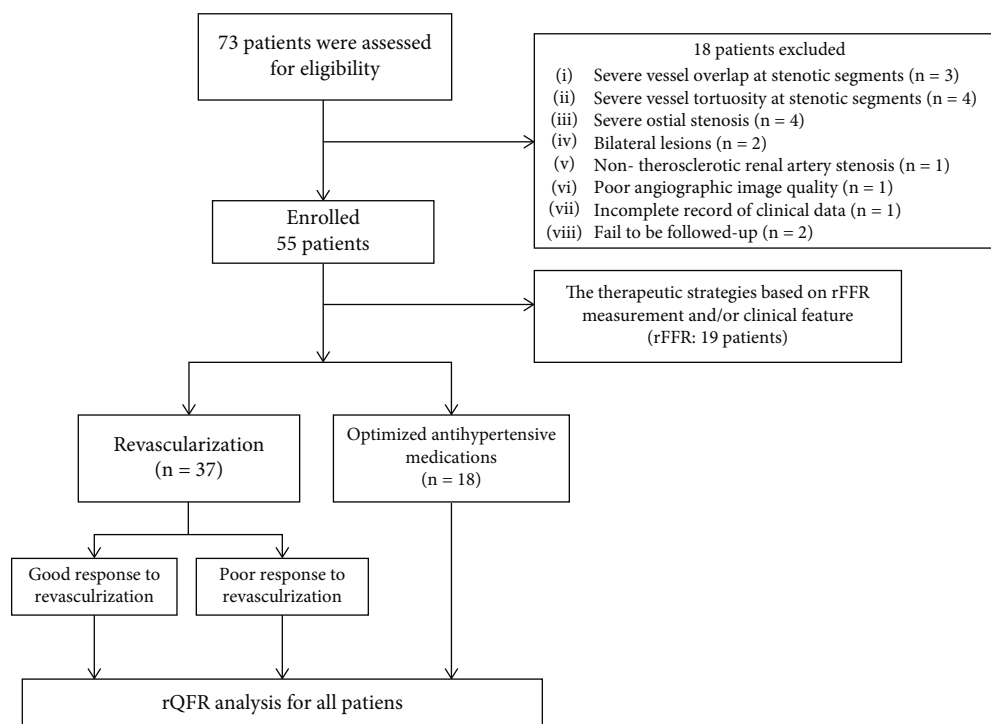 73 patients were assessed
for eligibility
18 patients excluded
(i) Severe vessel overlap at stenotic segments (n = 3)
(ii) Severe vessel tortuosity at stenotic segments (n = 4)
(iii) Severe ostial stenosis (n = 4)
(iv) Bilateral lesions (n = 2)
(v) Non- therosclerotic renal artery stenosis (n = 1)
(vi) Poor angiographic image quality (n = 1)
(vii) Incomplete record of clinical data (n = 1)
(viii) Fail to be followed-up (n = 2)
Enrolled
55 patients
The therapeutic strategies based on rFFR
measurement and/or clinical feature
(rFFR: 19 patients)
Revascularization
(n = 37)
Optimized antihypertensive
medications
(n = 18)
Good response to
revasculrization
Poor response to
revasculrization
rQFR analysis for all patiens